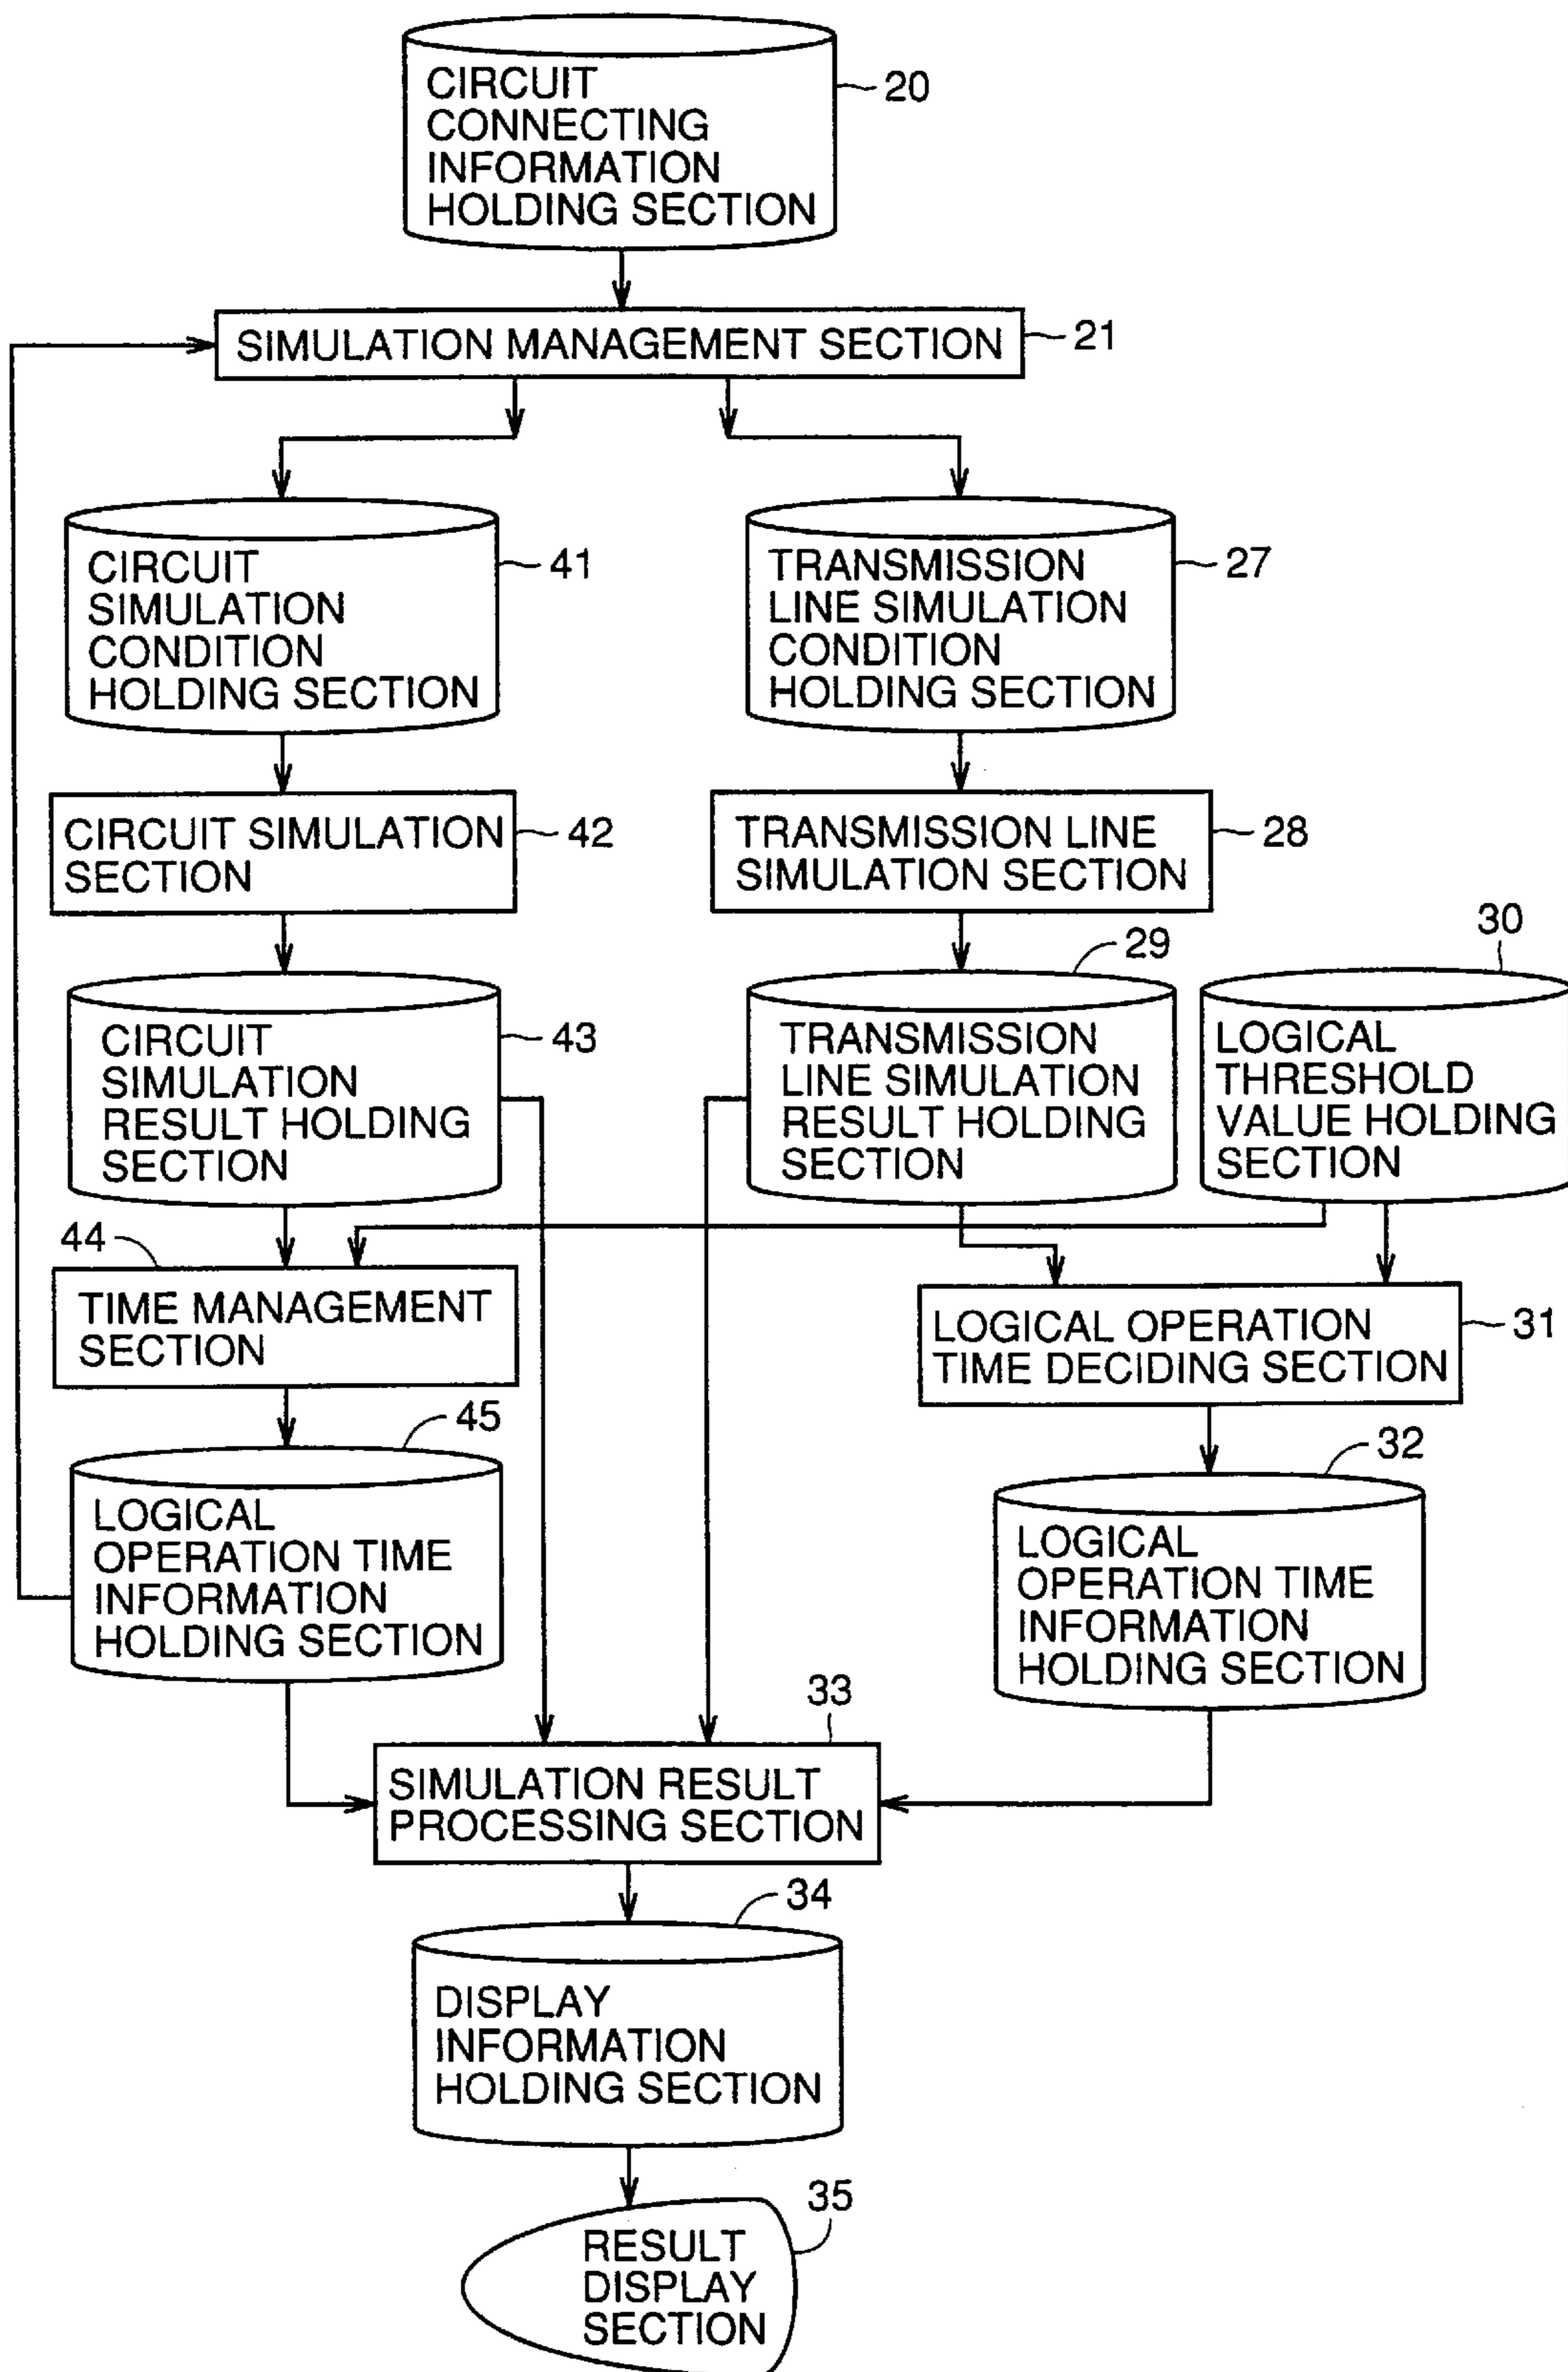 CIRCUIT
CONNECTING
INFORMATION
HOLDING SECTION
20
SIMULATION MANAGEMENT SECTION
21
CIRCUIT
SIMULATION
CONDITION
HOLDING SECTION
41
TRANSMISSION
LINE SIMULATION
CONDITION
HOLDING SECTION
27
CIRCUIT SIMULATION
SECTION
42
TRANSMISSION LINE
SIMULATION SECTION
28
CIRCUIT
SIMULATION
RESULT HOLDING
SECTION
43
29
TRANSMISSION
LINE SIMULATION
RESULT HOLDING
SECTION
30
LOGICAL
THRESHOLD
VALUE HOLDING
SECTION
44
TIME MANAGEMENT
SECTION
LOGICAL OPERATION
TIME DECIDING SECTION
31
45
LOGICAL
OPERATION TIME
INFORMATION
HOLDING SECTION
32
LOGICAL
OPERATION TIME
INFORMATION
HOLDING SECTION
33
SIMULATION RESULT
PROCESSING SECTION
34
DISPLAY
INFORMATION
HOLDING SECTION
35
RESULT
DISPLAY
SECTION